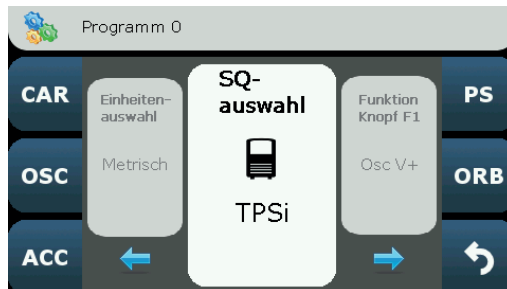 Programm 0
CAR
OSC
ACC
Einheiten-
auswahl
Metrisch
SQ-
auswahl
TPSi
Funktion
Knopf F1
Osc V+
PS
ORB